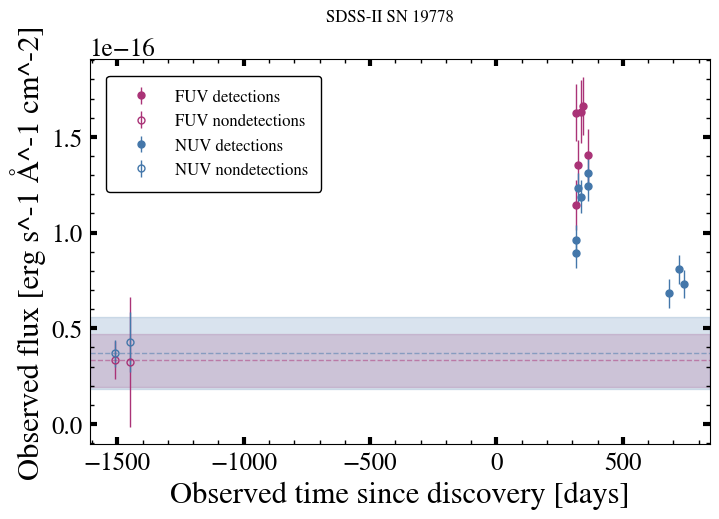 SDSS-II SN 19778
1e−16
FUV detections
FUV nondetections
NUV detections
NUV nondetections
1.5
1.0
0.5
0.0
Observed flux [erg s^-1 Å^-1 cm^-2]
−1500 −1000 −500 0 500
Observed time since discovery [days]